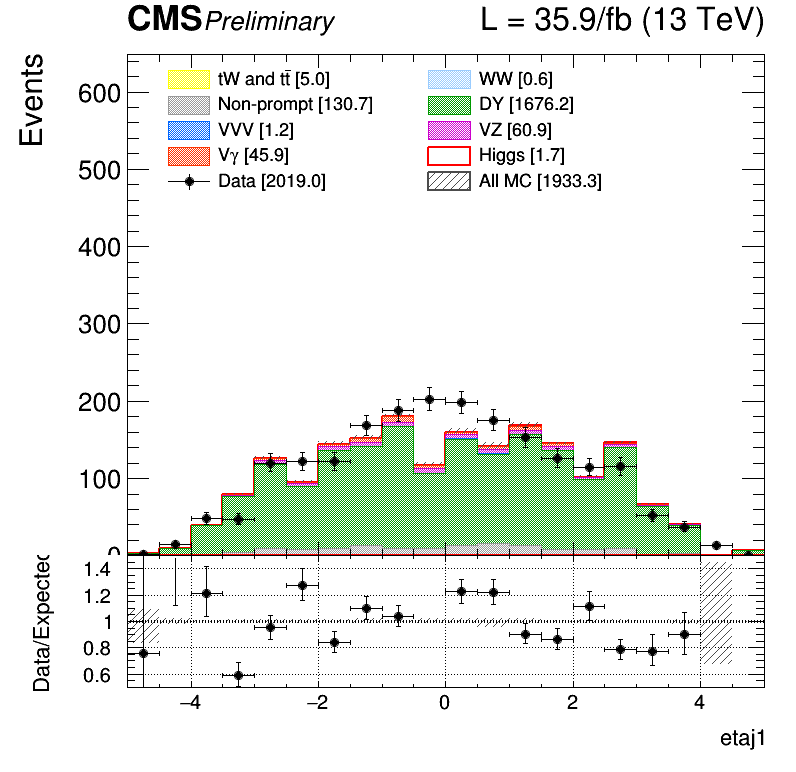 CMS Preliminary L = 35.9/fb (13 TeV)
Events
tW and tt̄ [5.0] WW [0.6]
Non-prompt [130.7] DY [1676.2]
VVV [1.2] VZ [60.9]
Vγ [45.9] Higgs [1.7]
Data [2019.0] All MC [1933.3]
600
500
400
300
200
100
0
Data/Expected
1.4
1.2
1
0.8
0.6
−4 −2 0 2 4
etaj1